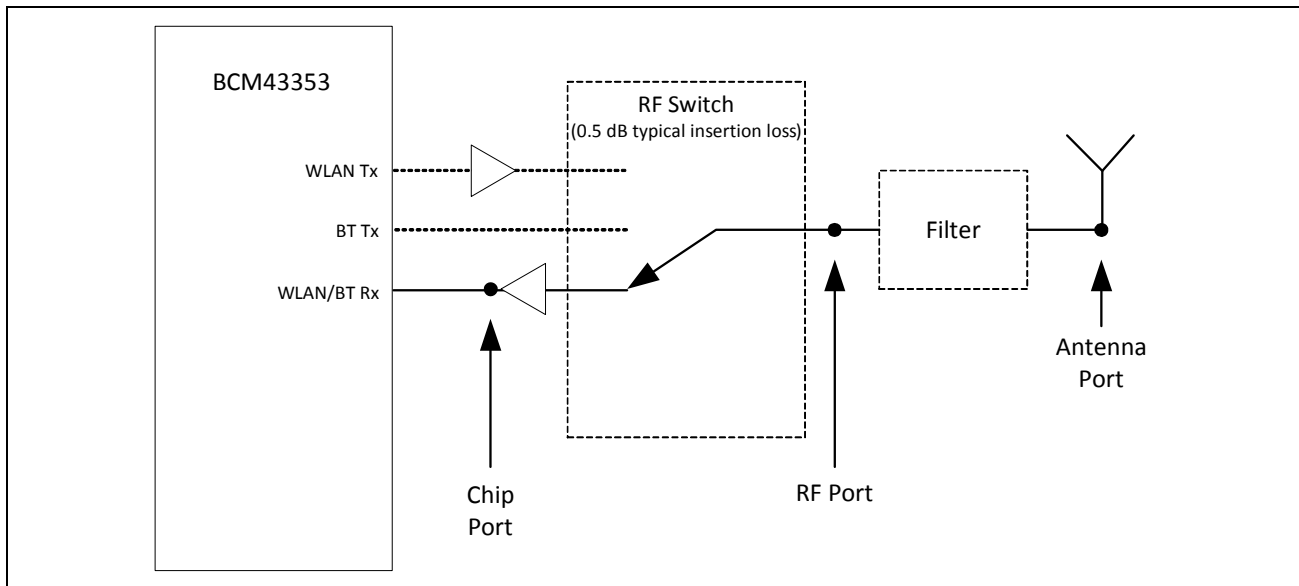 BCM43353
RF Switch
(0.5 dB typical insertion loss)
WLAN Tx
BT Tx
WLAN/BT Rx
Filter
Chip
Port
RF Port
Antenna
Port